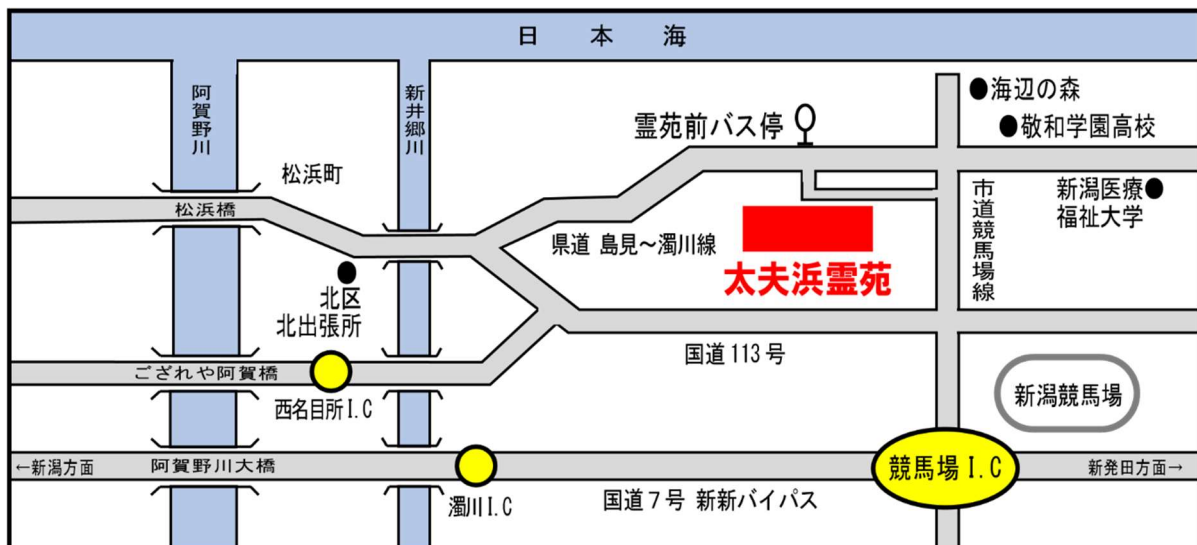 日本海
阿賀野川
新井郷川
●海辺の森
●敬和学園高校
霊苑前バス停
松浜町
松浜橋
市道競馬場線
新潟医療●
福祉大学
県道 島見~濁川線
太夫浜霊苑
北区
北出張所
国道113号
ござれや阿賀橋
西名目所I.C
新潟競馬場
←新潟方面
阿賀野川大橋
濁川I.C
国道7号 新新バイパス
競馬場I.C
新発田方面→